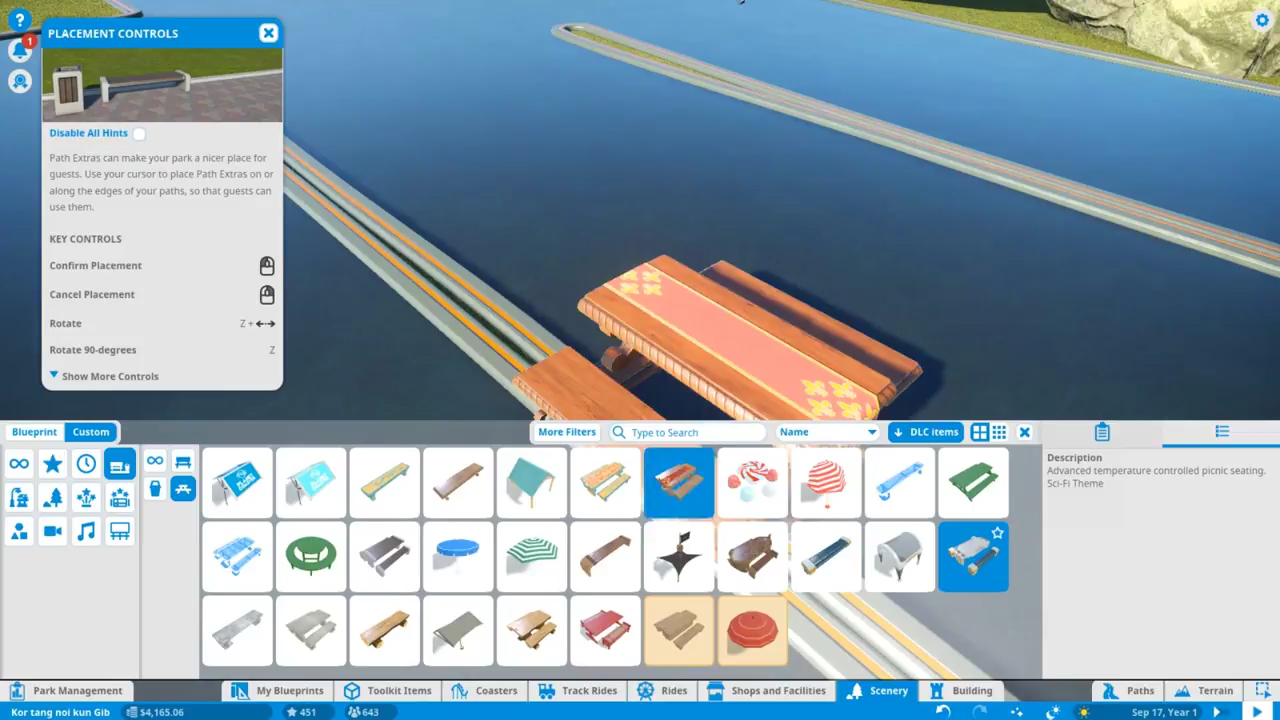 ?
1
PLACEMENT CONTROLS
Disable All Hints
Path Extras can make your park a nicer place for
guests. Use your cursor to place Path Extras on or
along the edges of your paths, so that guests can
use them.
KEY CONTROLS
Confirm Placement
Cancel Placement
Rotate Z +
Rotate 90-degrees Z
Show More Controls
Blueprint Custom
More Filters Type to Search Name DLC items
Description
Advanced temperature controlled picnic seating.
Sci-Fi Theme
Park Management My Blueprints Toolkit Items Coasters Track Rides Rides Shops and Facilities Scenery Building Paths Terrain
Kor tang noi kun Gib $4,165.06 451 643 Sep 17, Year 1